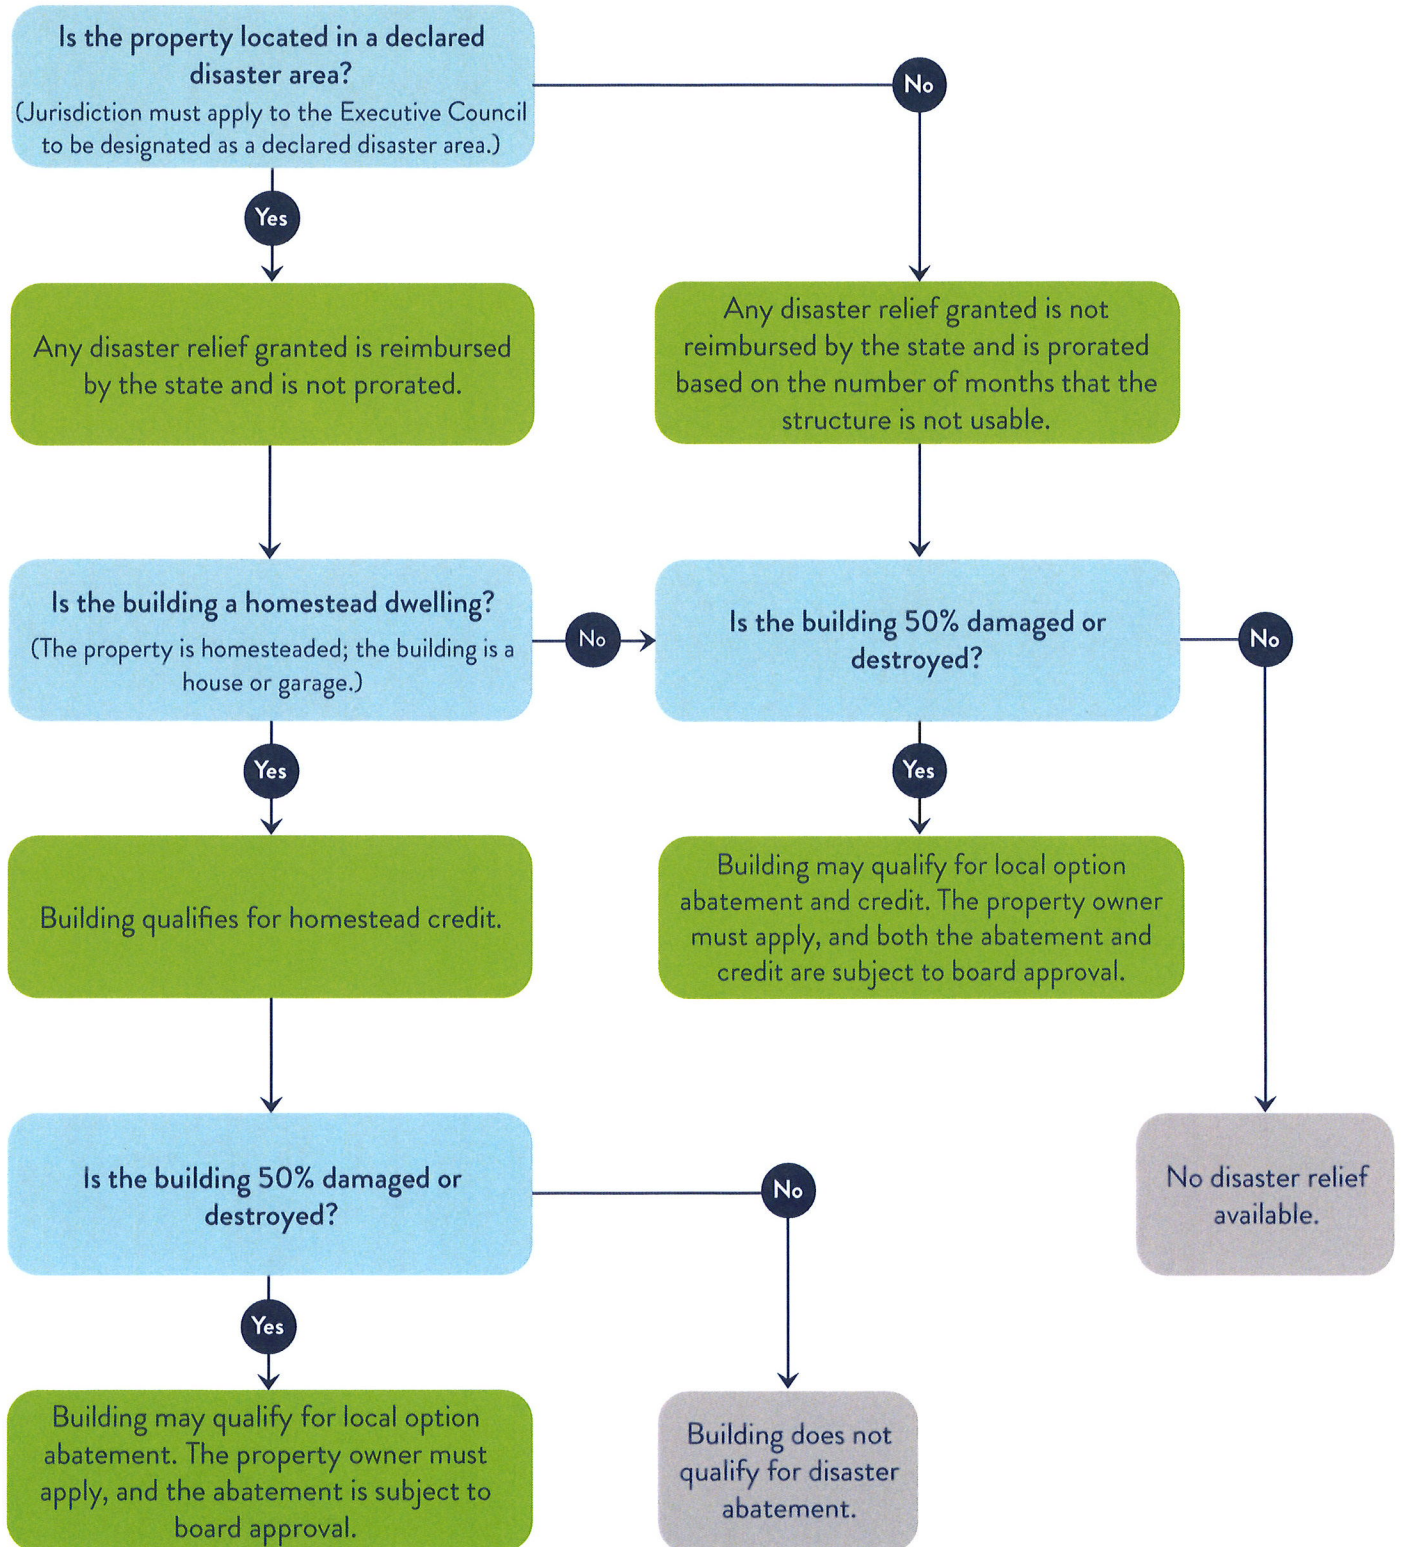 Is the property located in a declared
disaster area?
(Jurisdiction must apply to the Executive Council
to be designated as a declared disaster area.)
No
Yes
Any disaster relief granted is reimbursed
by the state and is not prorated.
Any disaster relief granted is not
reimbursed by the state and is prorated
based on the number of months that the
structure is not usable.
Is the building a homestead dwelling?
(The property is homesteaded; the building is a
house or garage.)
No
Is the building 50% damaged or
destroyed?
No
Yes
Yes
Building qualifies for homestead credit.
Building may qualify for local option
abatement and credit. The property owner
must apply, and both the abatement and
credit are subject to board approval.
Is the building 50% damaged or
destroyed?
No
No disaster relief
available.
Yes
Building may qualify for local option
abatement. The property owner must
apply, and the abatement is subject to
board approval.
Building does not
qualify for disaster
abatement.